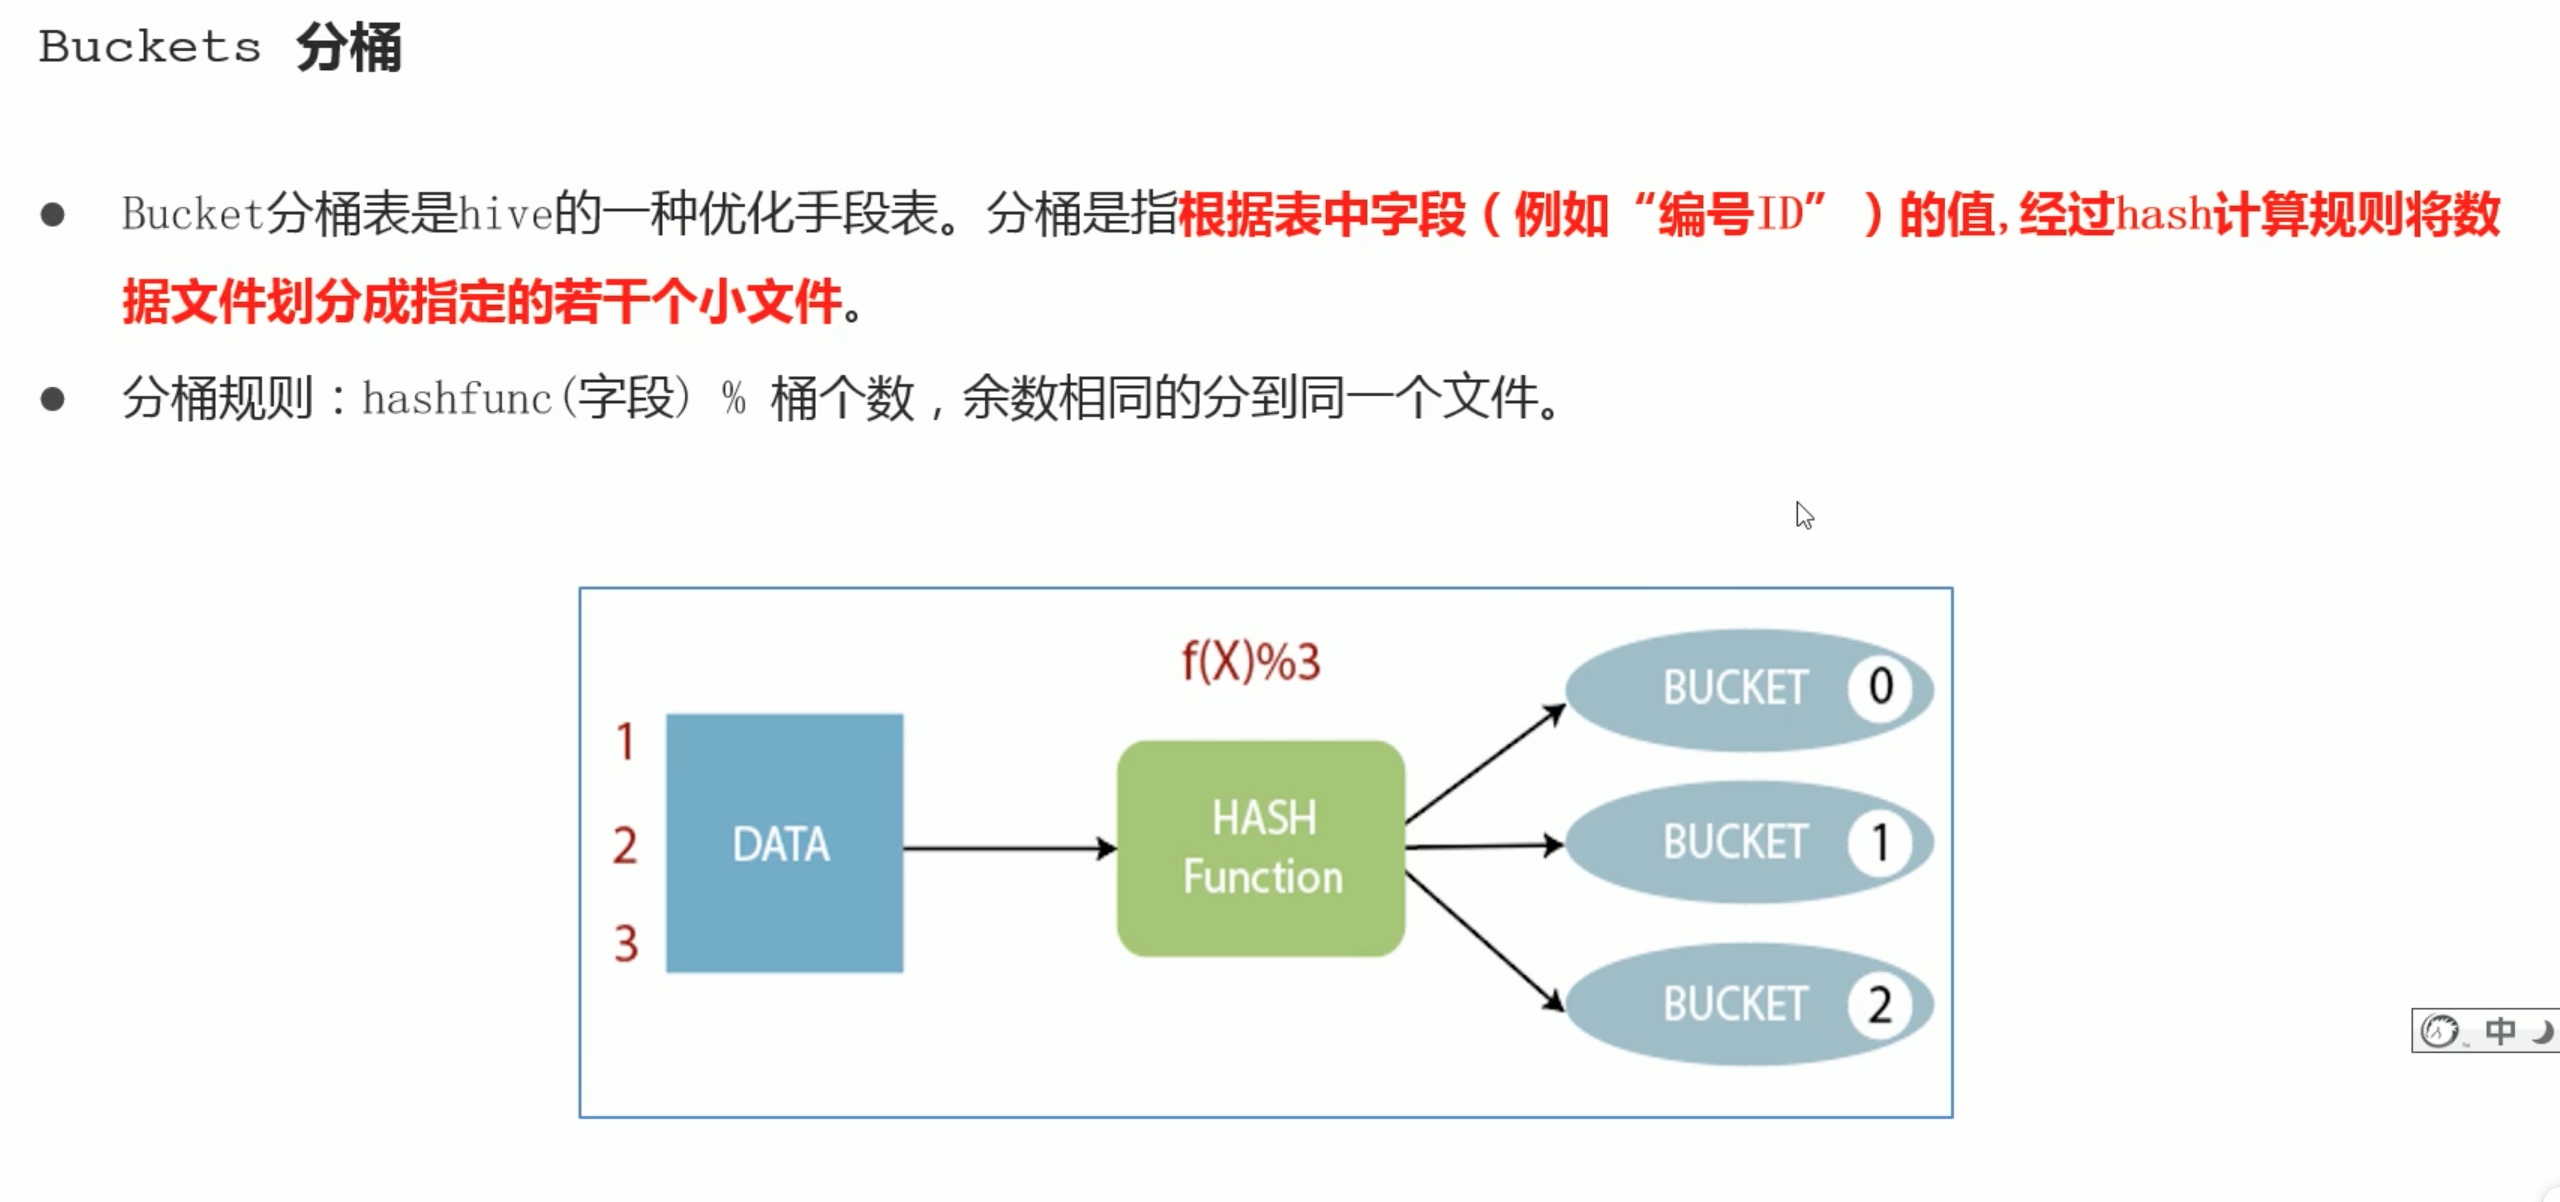 Buckets 分桶
Bucket分桶表是hive的一种优化手段表。分桶是指根据表中字段（例如“编号ID”）的值,经过hash计算规则将数
据文件划分成指定的若干个小文件。
分桶规则：hashfunc(字段) % 桶个数，余数相同的分到同一个文件。
f(X)%3
1
2
3
DATA
HASH
Function
BUCKET 0
BUCKET 1
BUCKET 2
中